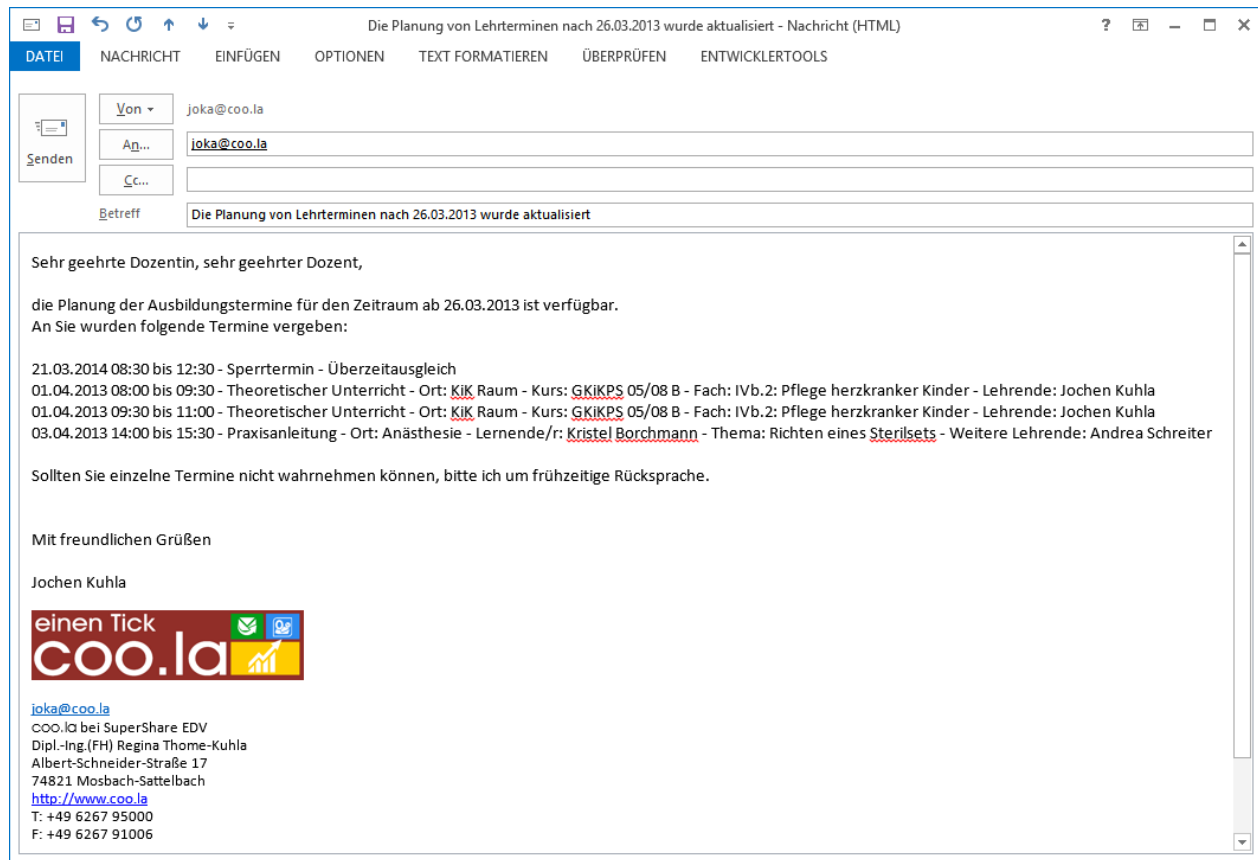 Die Planung von Lehrterminen nach 26.03.2013 wurde aktualisiert - Nachricht (HTML)
DATEI NACHRICHT EINFÜGEN OPTIONEN TEXT FORMATIEREN ÜBERPRÜFEN ENTWICKLERTOOLS
Von joka@coo.la
Senden
An... joka@coo.la
Cc...
Betreff Die Planung von Lehrterminen nach 26.03.2013 wurde aktualisiert
Sehr geehrte Dozentin, sehr geehrter Dozent,
die Planung der Ausbildungstermine für den Zeitraum ab 26.03.2013 ist verfügbar.
An Sie wurden folgende Termine vergeben:
21.03.2014 08:30 bis 12:30 - Sperrtermin - Überzeitausgleich
01.04.2013 08:00 bis 09:30 - Theoretischer Unterricht - Ort: KiK Raum - Kurs: GKiKPS 05/08 B - Fach: IVb.2: Pflege herzkranker Kinder - Lehrende: Jochen Kuhla
01.04.2013 09:30 bis 11:00 - Theoretischer Unterricht - Ort: KiK Raum - Kurs: GKiKPS 05/08 B - Fach: IVb.2: Pflege herzkranker Kinder - Lehrende: Jochen Kuhla
03.04.2013 14:00 bis 15:30 - Praxisanleitung - Ort: Anästhesie - Lernende/r: Kristel Borchmann - Thema: Richten eines Sterilsets - Weitere Lehrende: Andrea Schreiter
Sollten Sie einzelne Termine nicht wahrnehmen können, bitte ich um frühzeitige Rücksprache.
Mit freundlichen Grüßen
Jochen Kuhla
einen Tick
coo.la
joka@coo.la
coo.la bei SuperShare EDV
Dipl.-Ing.(FH) Regina Thome-Kuhla
Albert-Schneider-Straße 17
74821 Mosbach-Sattelbach
http://www.coo.la
T: +49 6267 95000
F: +49 6267 91006